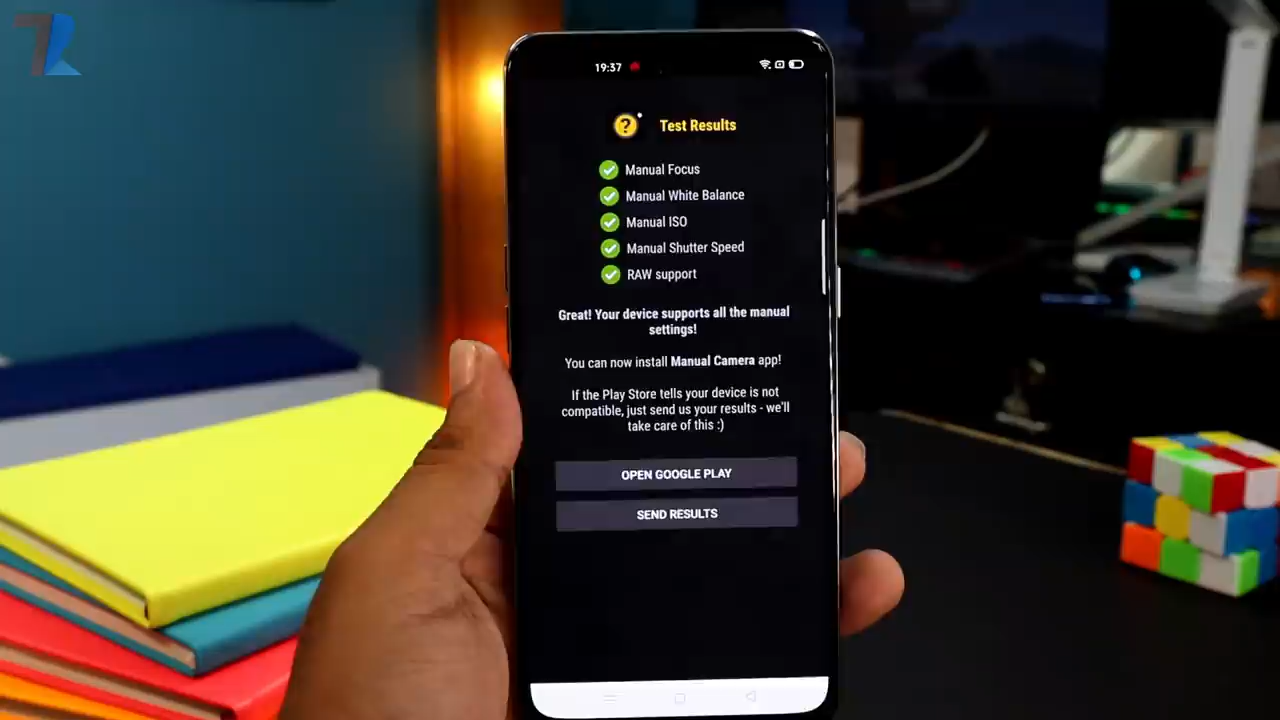 TR
19:37
?
Test Results
Manual Focus
Manual White Balance
Manual ISO
Manual Shutter Speed
RAW support
Great! Your device supports all the manual
settings!
You can now install Manual Camera app!
If the Play Store tells your device is not
compatible, just send us your results - we'll
take care of this :)
OPEN GOOGLE PLAY
SEND RESULTS